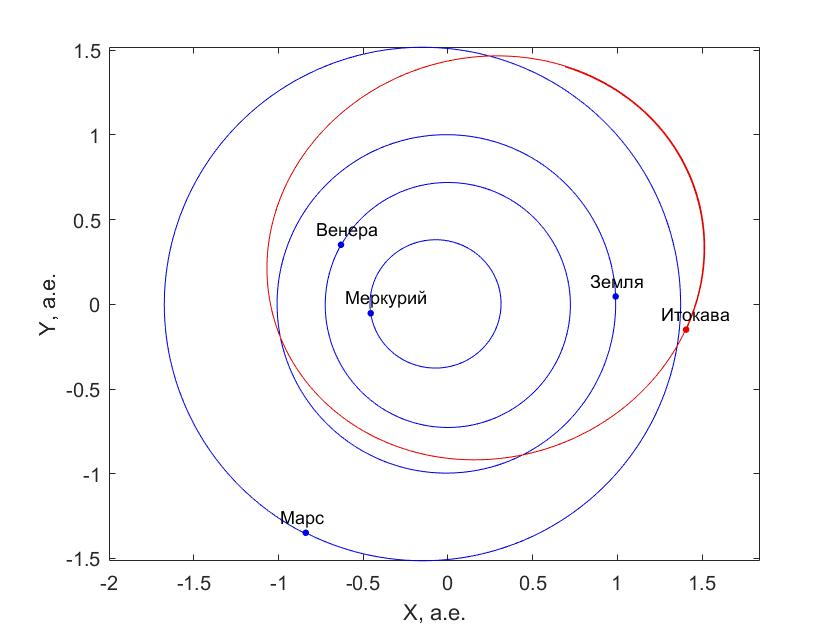 1.5
1
0.5
0
-0.5
-1
-1.5
Y, а.е.
Венера
Меркурий
Земля
Итокава
Марс
-2
-1.5
-1
-0.5
0
0.5
1
1.5
X, а.е.